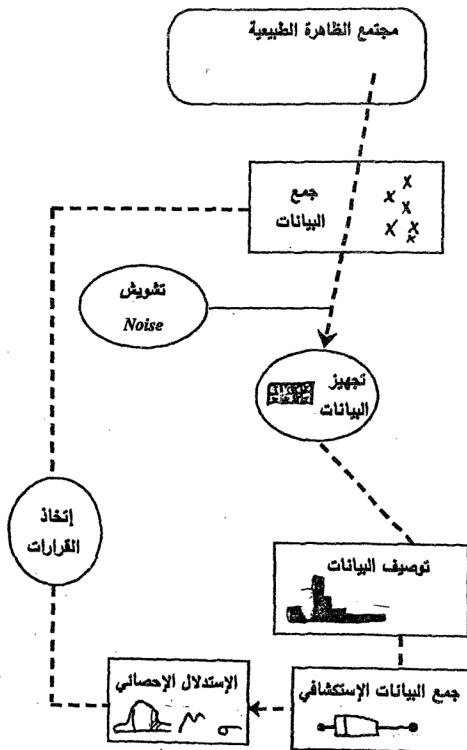 مجتمع الظاهرة الطبيعية
جمع
البيانات
تشويش
Noise
تجهيز
البيانات
إتخاذ
القرارات
توصيف البيانات
جمع البيانات الإستكشافي
الإستدلال الإحصائي